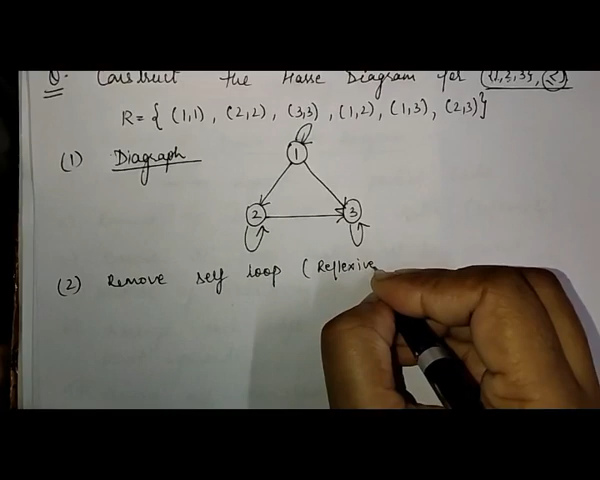 Q. Construct the Hasse Diagram for ({1,2,3}, ≤)
R = { (1,1) , (2,2) , (3,3) , (1,2) , (1,3) , (2,3) }
(1) Diagraph
1
2 3
(2) Remove self loop ( Reflexive